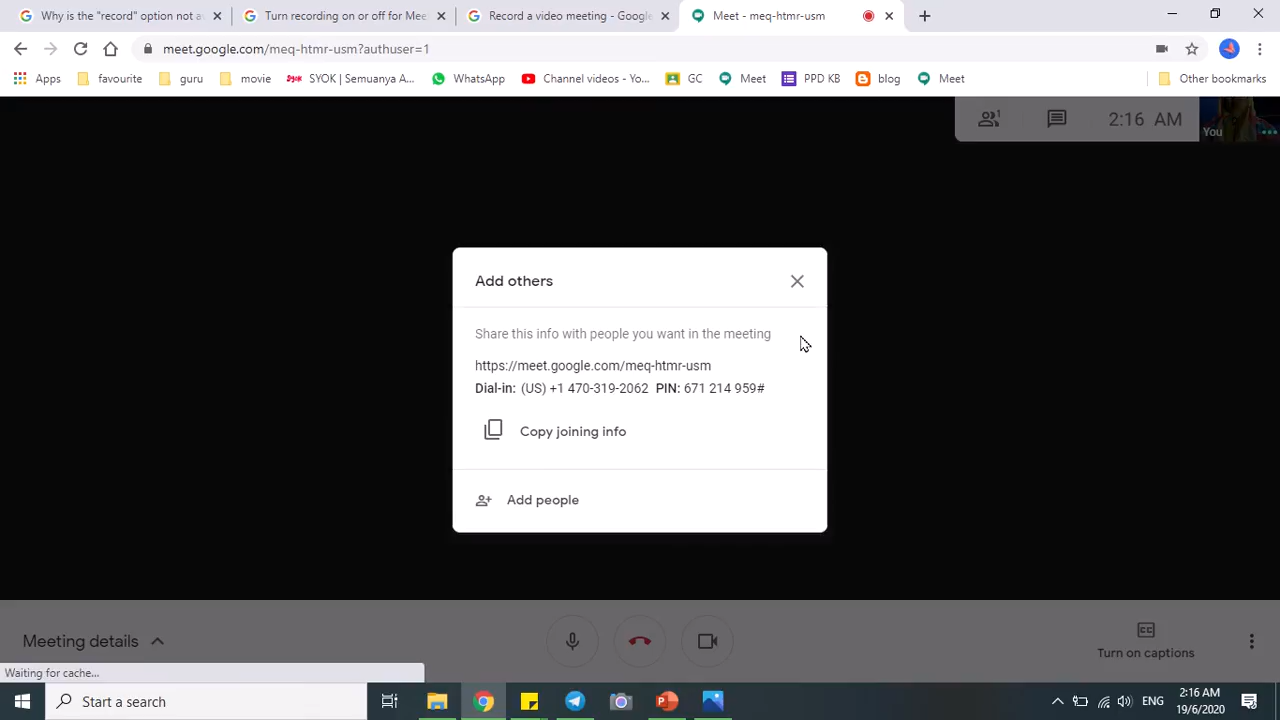 Why is the "record" option not a
Turn recording on or off for Mee
Record a video meeting - Google
Meet - meq-htmr-usm
meet.google.com/meq-htmr-usm?authuser=1
Apps
favourite
guru
movie
SYOK | Semuanya A...
WhatsApp
Channel videos - Yo...
GC
Meet
PPD KB
blog
Meet
Other bookmarks
1
2:16 AM
You
Add others
Share this info with people you want in the meeting
https://meet.google.com/meq-htmr-usm
Dial-in: (US) +1 470-319-2062 PIN: 671 214 959#
Copy joining info
Add people
Meeting details
Turn on captions
Waiting for cache...
Start a search
ENG
2:16 AM
19/6/2020